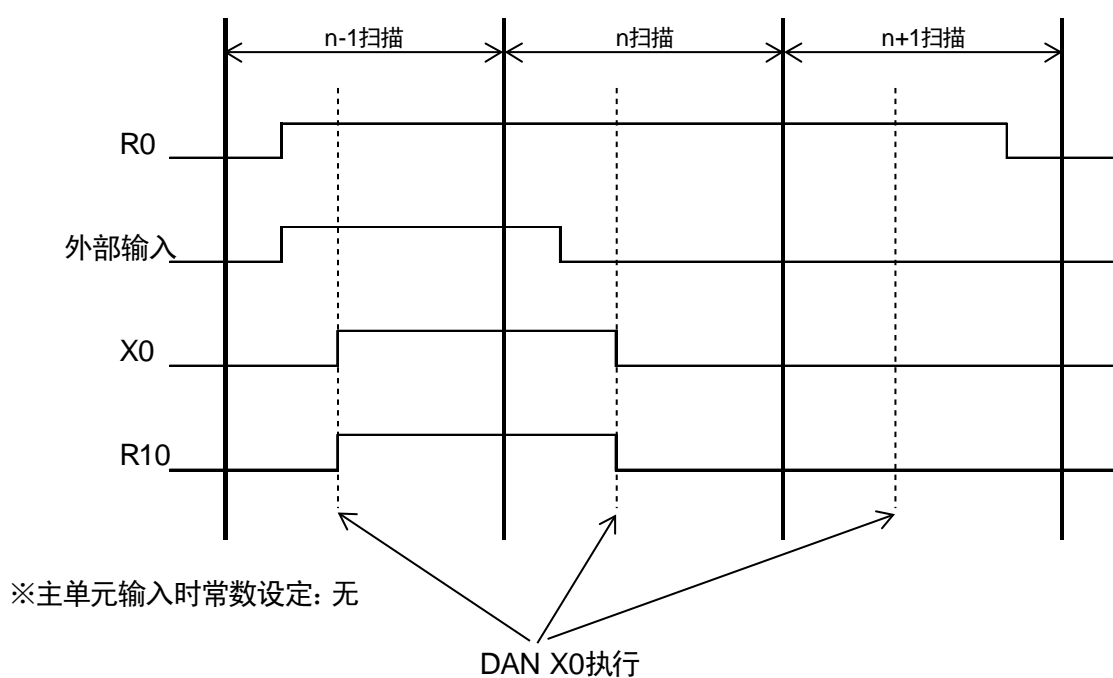 n-1扫描
n扫描
n+1扫描
R0
外部输入
X0
R10
※主单元输入时常数设定：无
DAN X0执行